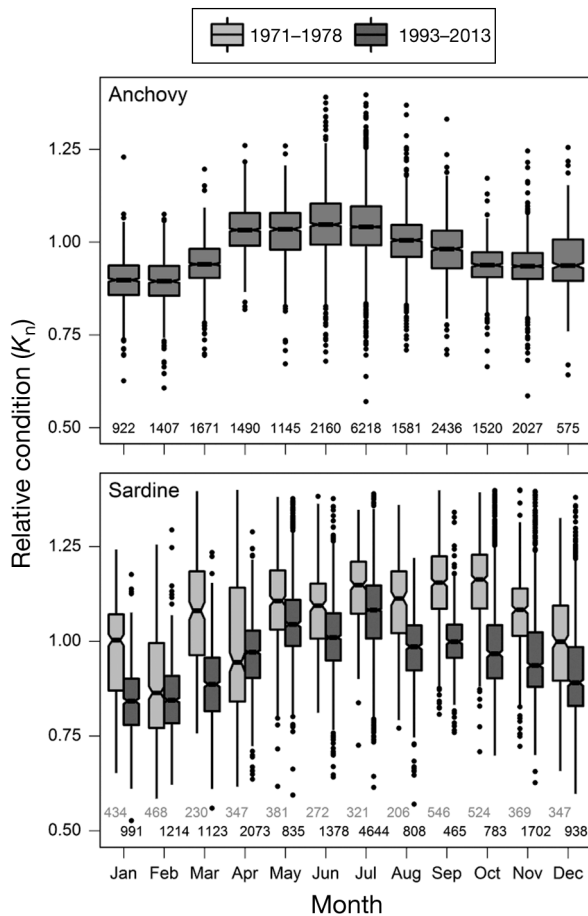 1971–1978 1993–2013
Anchovy
1.25
1.00
0.75
0.50
922 1407 1671 1490 1145 2160 6218 1581 2436 1520 2027 575
Relative condition (Kn)
Sardine
1.25
1.00
0.75
0.50
434 468 230 347 381 272 321 206 546 524 369 347
991 1214 1123 2073 835 1378 4644 808 465 783 1702 938
Jan Feb Mar Apr May Jun Jul Aug Sep Oct Nov Dec
Month